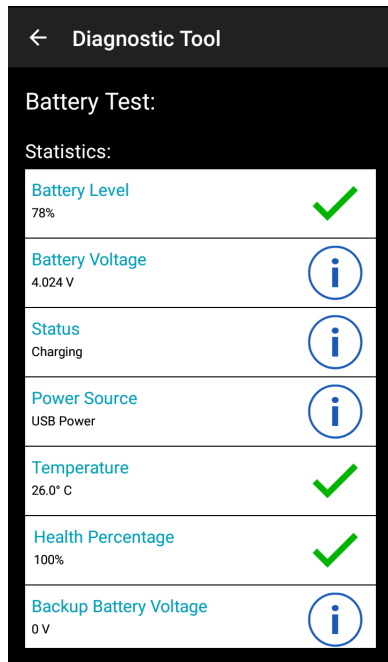 Diagnostic Tool
Battery Test:
Statistics:
Battery Level
78%
Battery Voltage
4.024 V
Status
Charging
Power Source
USB Power
Temperature
26.0° C
Health Percentage
100%
Backup Battery Voltage
0 V